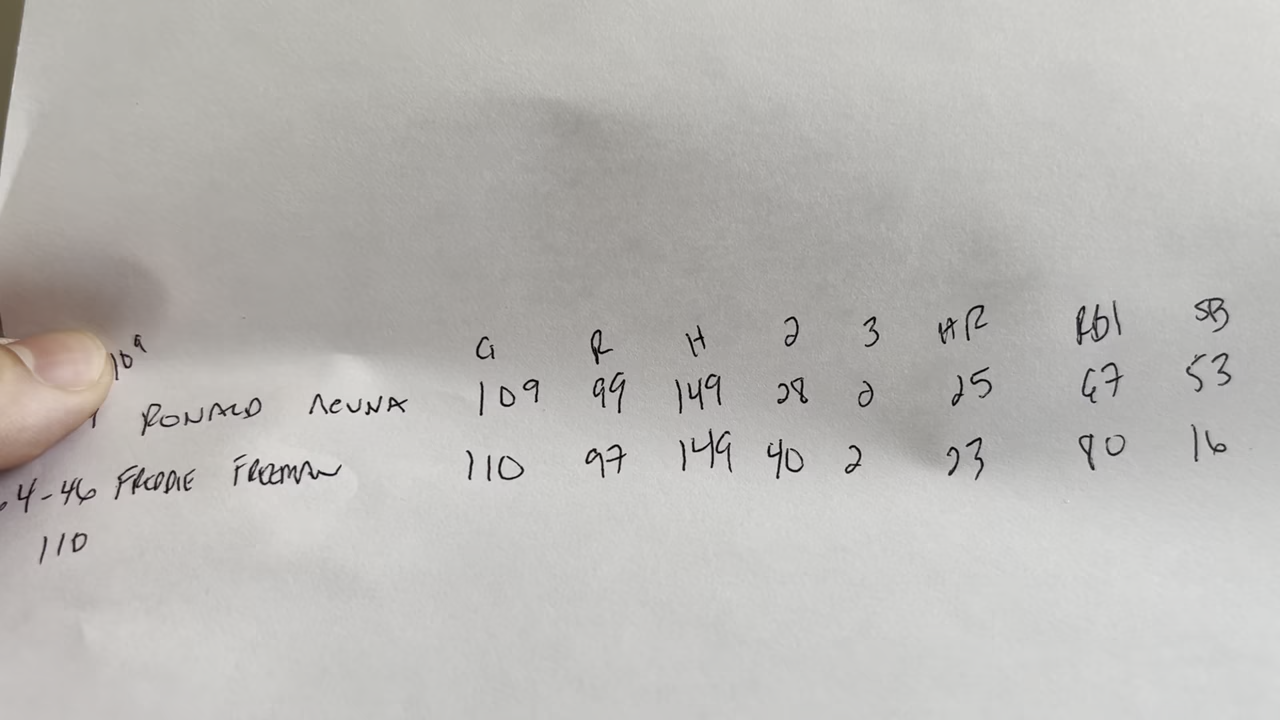 109
G R H 2 3 HR RBI SB
RONALD ACUNA 109 99 149 28 2 25 67 53
64-46 FREDDIE FREEMAN 110 97 149 40 2 23 80 16
110